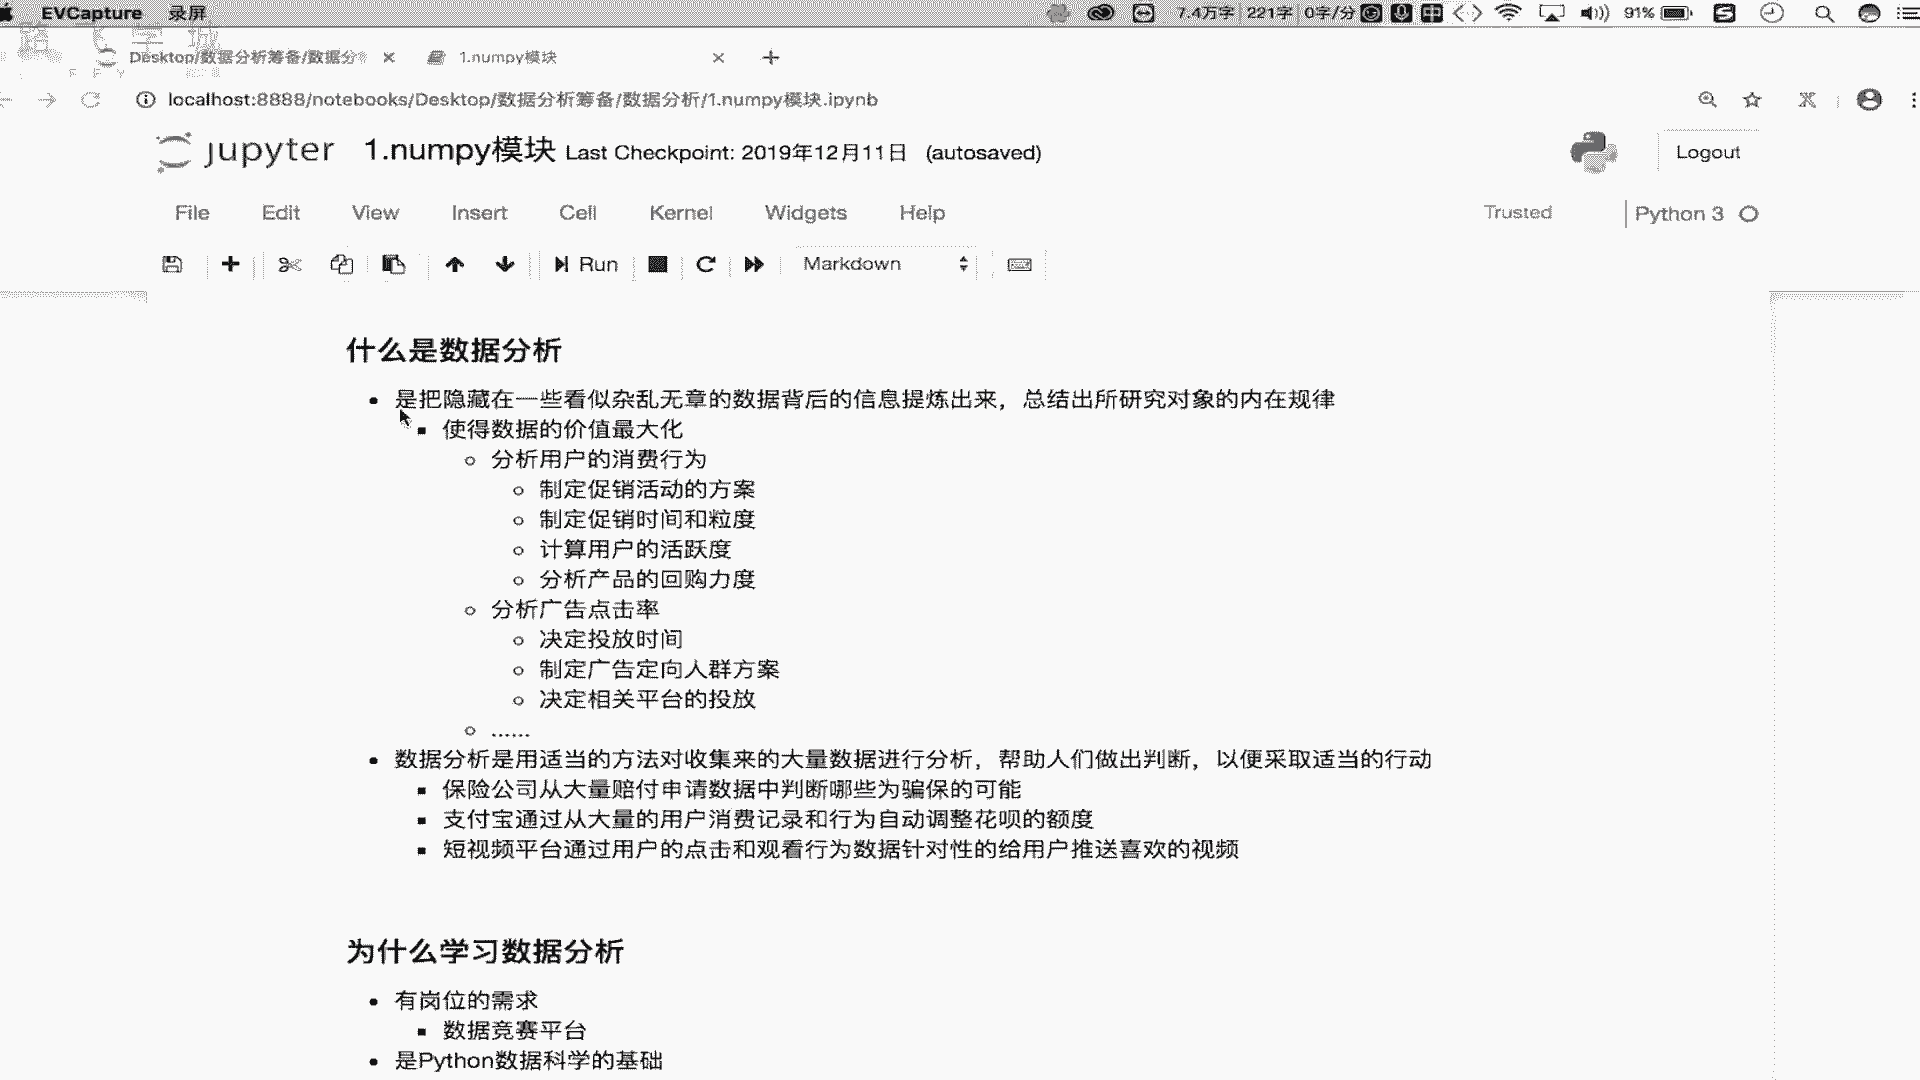 EVCapture 录屏 7.4万字 221字 0字/分 中 91%
Desktop/数据分析筹备/数据分 1.numpy模块
localhost:8888/notebooks/Desktop/数据分析筹备/数据分析/1.numpy模块.ipynb
jupyter 1.numpy模块 Last Checkpoint: 2019年12月11日 (autosaved) Logout
File Edit View Insert Cell Kernel Widgets Help Trusted Python 3
Run Markdown
什么是数据分析
是把隐藏在一些看似杂乱无章的数据背后的信息提炼出来，总结出所研究对象的内在规律
使得数据的价值最大化
分析用户的消费行为
制定促销活动的方案
制定促销时间和粒度
计算用户的活跃度
分析产品的回购力度
分析广告点击率
决定投放时间
制定广告定向人群方案
决定相关平台的投放
......
数据分析是用适当的方法对收集来的大量数据进行分析，帮助人们做出判断，以便采取适当的行动
保险公司从大量赔付申请数据中判断哪些为骗保的可能
支付宝通过从大量的用户消费记录和行为自动调整花呗的额度
短视频平台通过用户的点击和观看行为数据针对性的给用户推送喜欢的视频
为什么学习数据分析
有岗位的需求
数据竞赛平台
是Python数据科学的基础